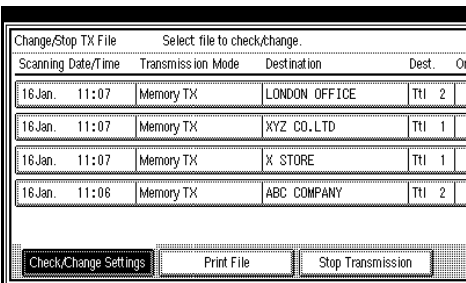 Change/Stop TX File Select file to check/change.
Scanning Date/Time Transmission Mode Destination Dest.
16Jan. 11:07 Memory TX LONDON OFFICE Ttl 2
16Jan. 11:07 Memory TX XYZ CO.LTD Ttl 1
16Jan. 11:07 Memory TX X STORE Ttl 1
16Jan. 11:06 Memory TX ABC COMPANY Ttl 2
Check/Change Settings Print File Stop Transmission